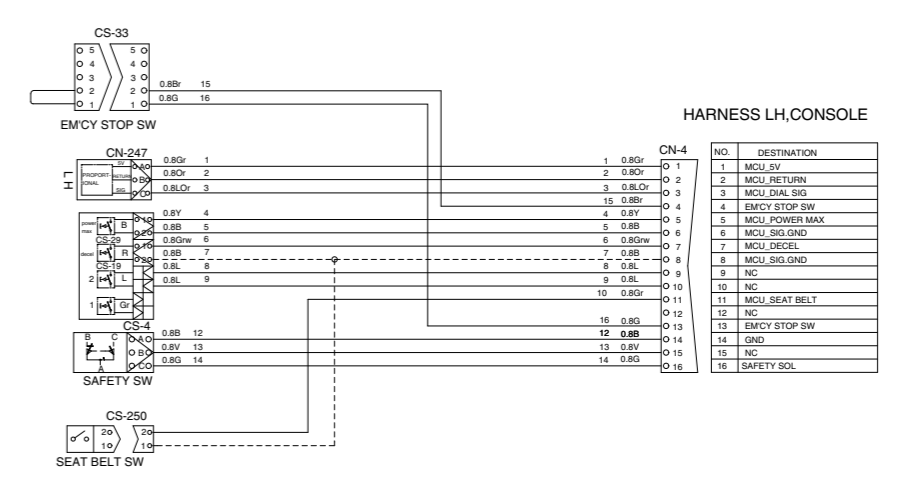 CS-33
5 5
4 4
3 3
2 2 0.8Br 15
1 1 0.8G 16
EM'CY STOP SW
HARNESS LH,CONSOLE
CN-247
LH
PROPORT-
IONAL
5V A 0.8Gr 1
RETURN B 0.8Or 2
SIG C 0.8LOr 3
power
max
B 1 0.8Y 4
2 0.8B 5
CS-29
decel R 1 0.8Grw 6
2 0.8B 7
CS-19
2 L 0.8L 8
0.8L 9
1 Gr
CS-4
B C A 0.8B 12
B 0.8V 13
A C 0.8G 14
SAFETY SW
CS-250
2 2
1 1
SEAT BELT SW
CN-4
1 0.8Gr 1
2 0.8Or 2
3 0.8LOr 3
15 0.8Br 4
4 0.8Y 5
5 0.8B 6
6 0.8Grw 7
7 0.8B 8
8 0.8L 9
9 0.8L 10
10 0.8Gr 11
12
16 0.8G 13
12 0.8B 14
13 0.8V 15
14 0.8G 16
NO. DESTINATION
1 MCU_5V
2 MCU_RETURN
3 MCU_DIAL SIG
4 EM'CY STOP SW
5 MCU_POWER MAX
6 MCU_SIG.GND
7 MCU_DECEL
8 MCU_SIG.GND
9 NC
10 NC
11 MCU_SEAT BELT
12 NC
13 EM'CY STOP SW
14 GND
15 NC
16 SAFETY SOL